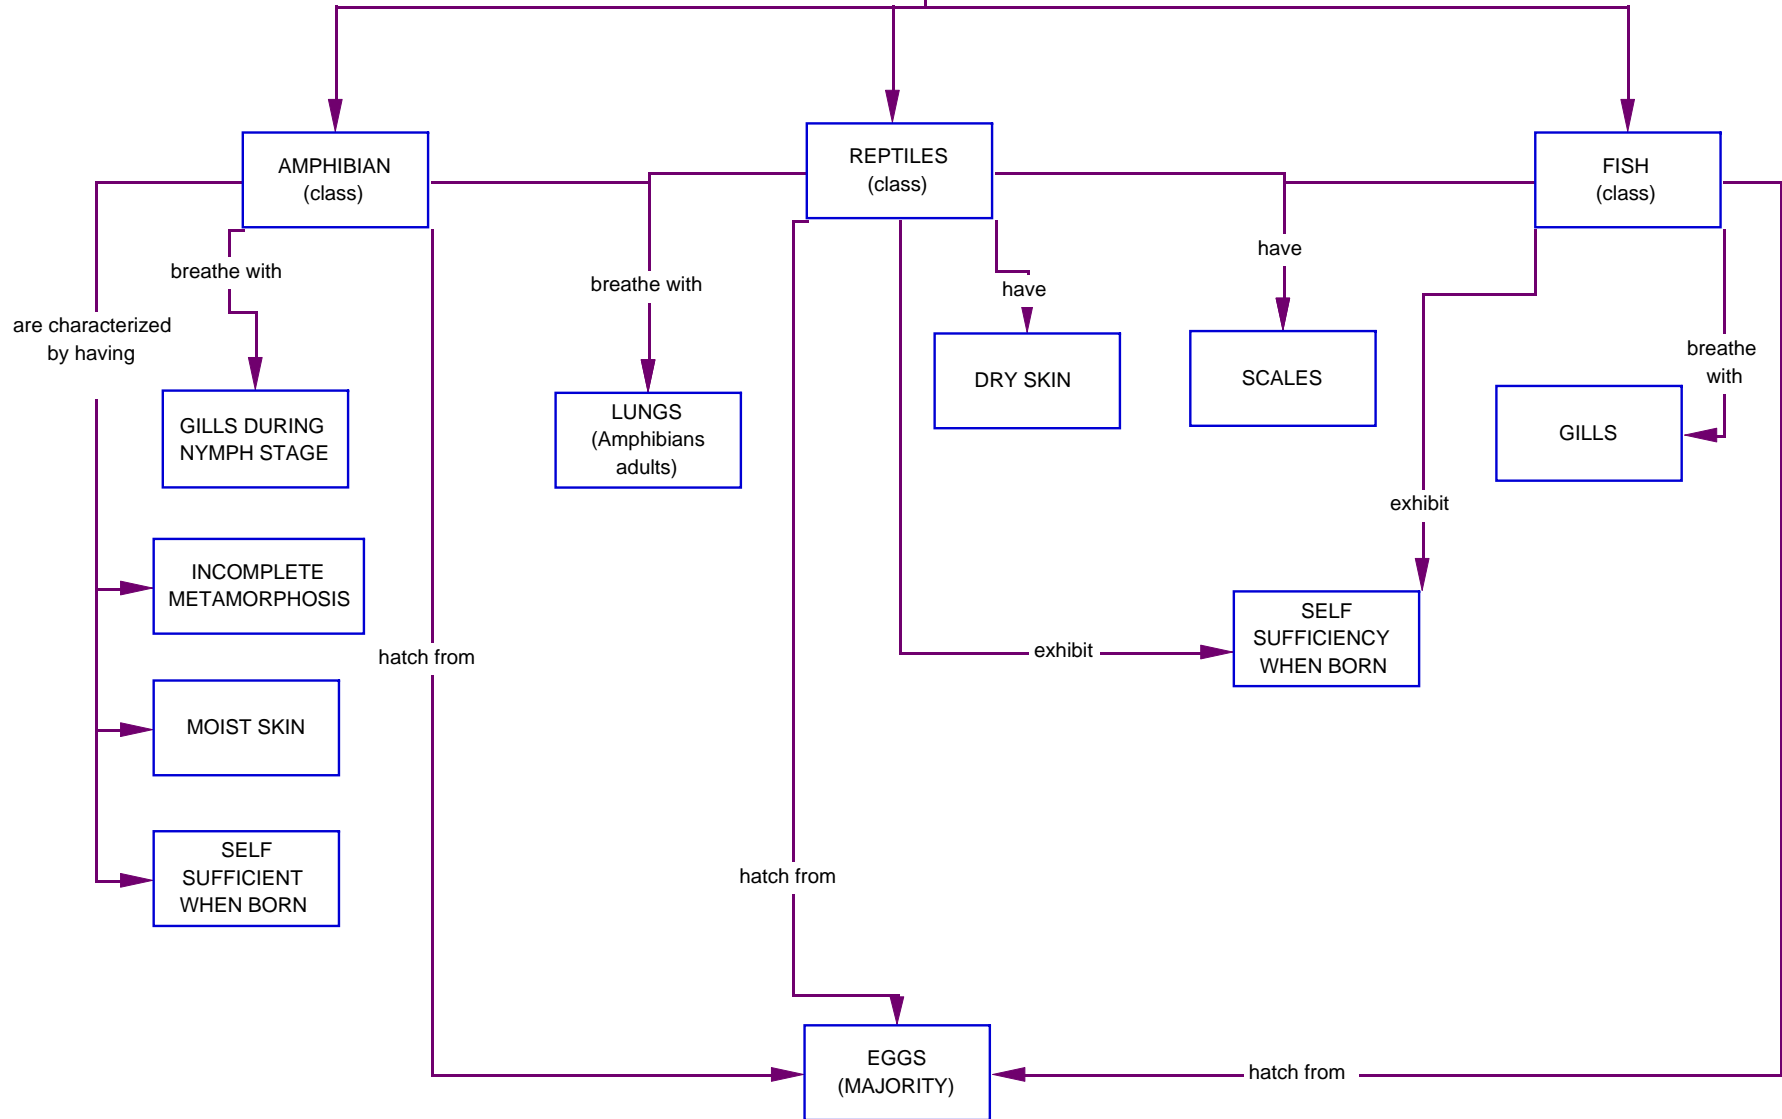 AMPHIBIAN
(class)
REPTILES
(class)
FISH
(class)
breathe with
are characterized
by having
breathe with
have
have
breathe
with
GILLS DURING
NYMPH STAGE
LUNGS
(Amphibians
adults)
DRY SKIN
SCALES
GILLS
exhibit
INCOMPLETE
METAMORPHOSIS
hatch from
exhibit
SELF
SUFFICIENCY
WHEN BORN
MOIST SKIN
SELF
SUFFICIENT
WHEN BORN
hatch from
EGGS
(MAJORITY)
hatch from